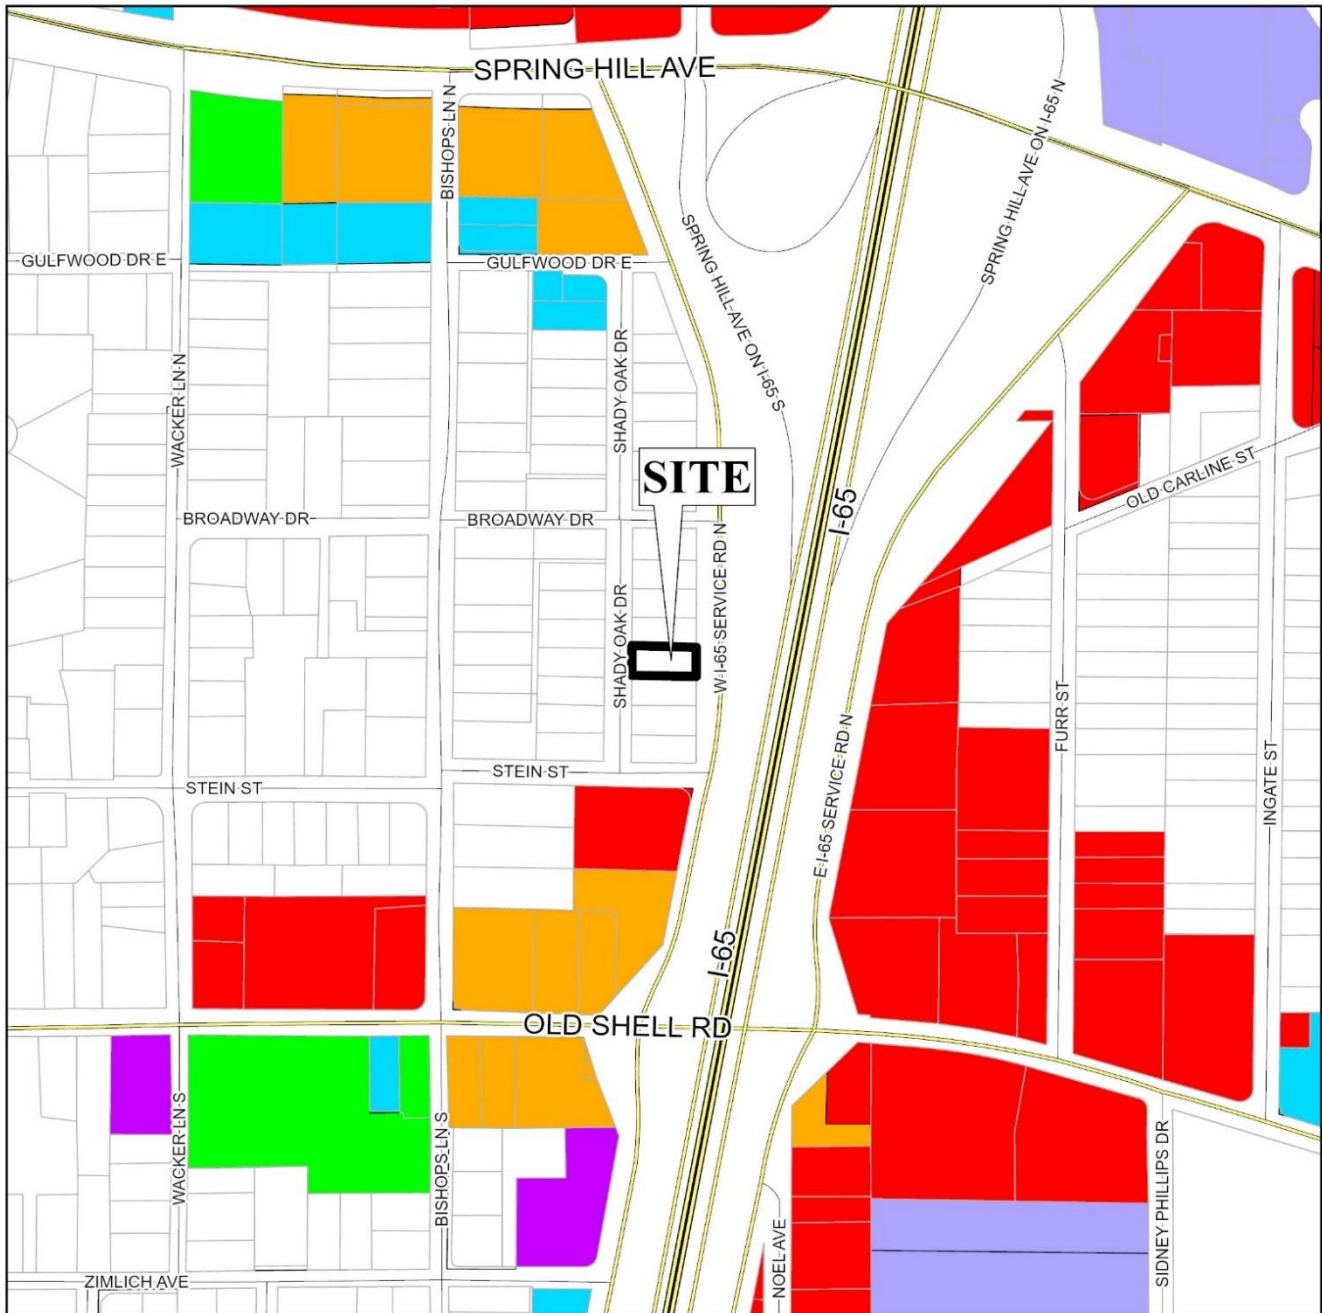 SPRING HILL AVE
BISHOPS LN N
SPRING HILL AVE ON I-65 N
GULFWOOD DR E
GULFWOOD DR E
SPRING HILL AVE ON I-65 S
SHADY OAK DR
WACKER LN N
SITE
I-65
OLD CARLINE ST
BROADWAY DR
BROADWAY DR
W I-65 SERVICE RD N
SHADY OAK DR
FURR ST
STEIN ST
STEIN ST
INGATE ST
E I-65 SERVICE RD N
I-65
OLD SHELL RD
WACKER LN S
BISHOPS LN S
NOEL AVE
SIDNEY PHILLIPS DR
ZIMLICH AVE